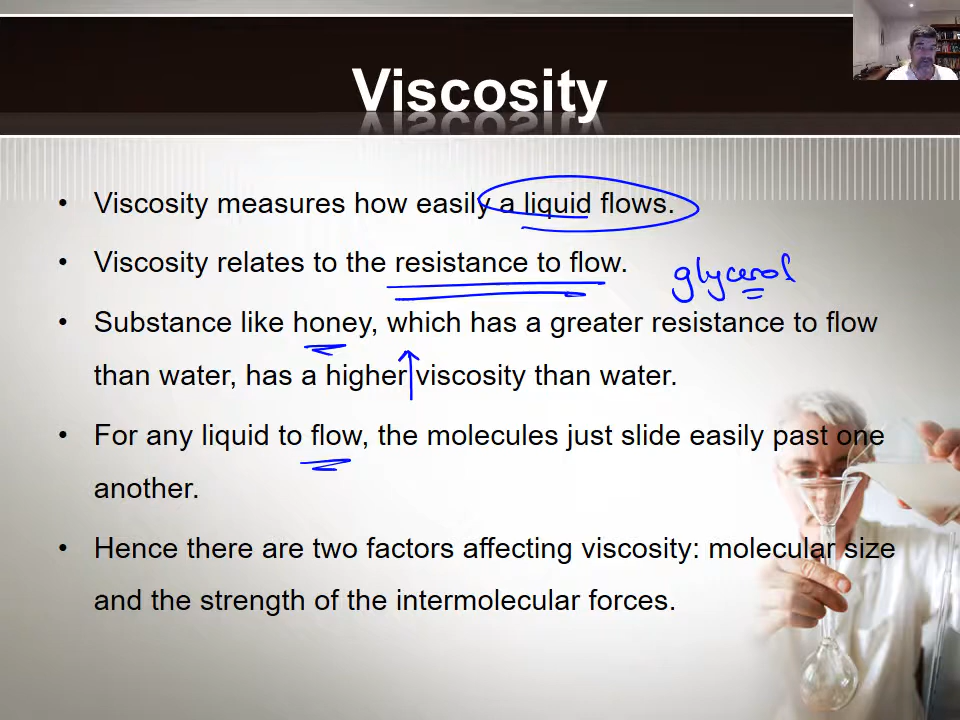 Viscosity
• Viscosity measures how easily a liquid flows.
• Viscosity relates to the resistance to flow.
glycerol
• Substance like honey, which has a greater resistance to flow
than water, has a higher viscosity than water.
• For any liquid to flow, the molecules just slide easily past one
another.
• Hence there are two factors affecting viscosity: molecular size
and the strength of the intermolecular forces.